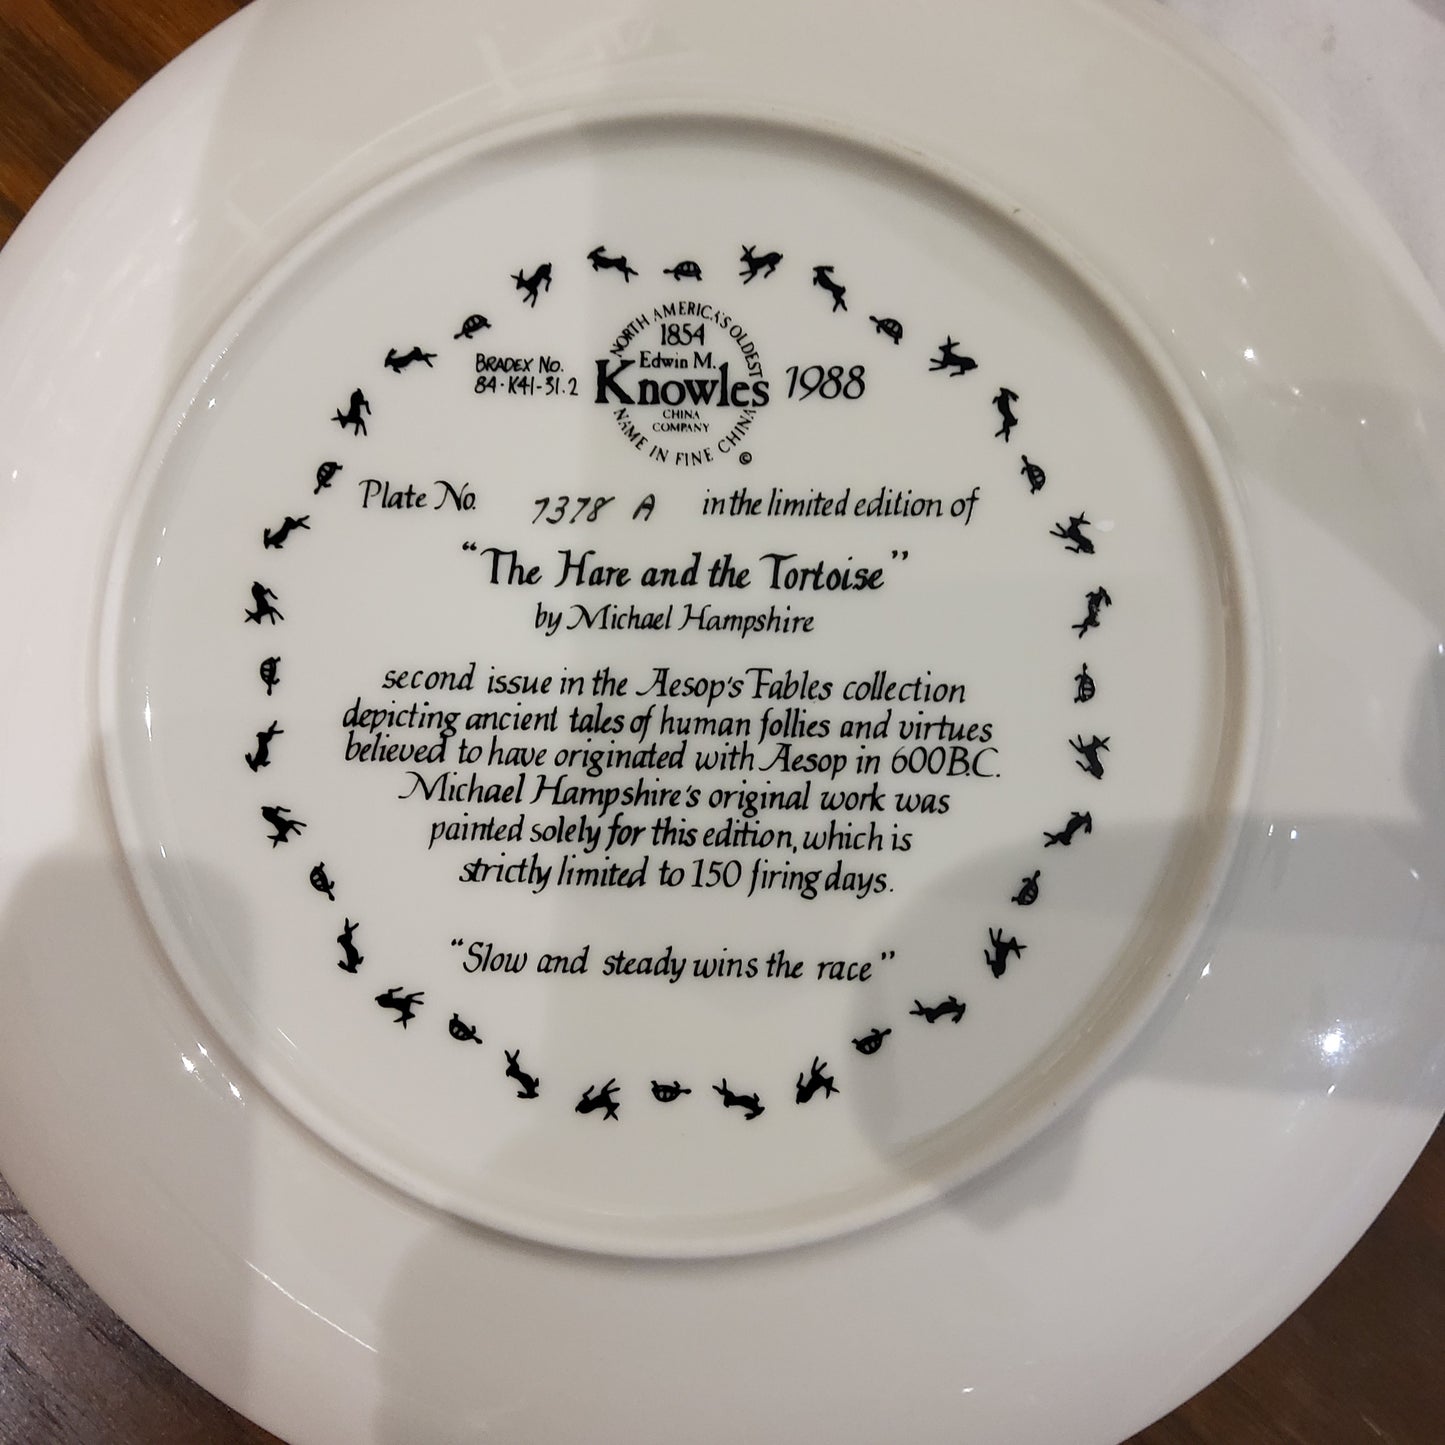 NORTH AMERICA'S OLDEST
1854
Edwin M.
BRADEX No.
84-K41-31.2
Knowles
1988
CHINA
COMPANY
NAME IN FINE CHINA
©
Plate No. 7378 A in the limited edition of
"The Hare and the Tortoise"
by Michael Hampshire
second issue in the Aesop's Fables collection
depicting ancient tales of human follies and virtues
believed to have originated with Aesop in 600 B.C.
Michael Hampshire's original work was
painted solely for this edition, which is
strictly limited to 150 firing days.
"Slow and steady wins the race"